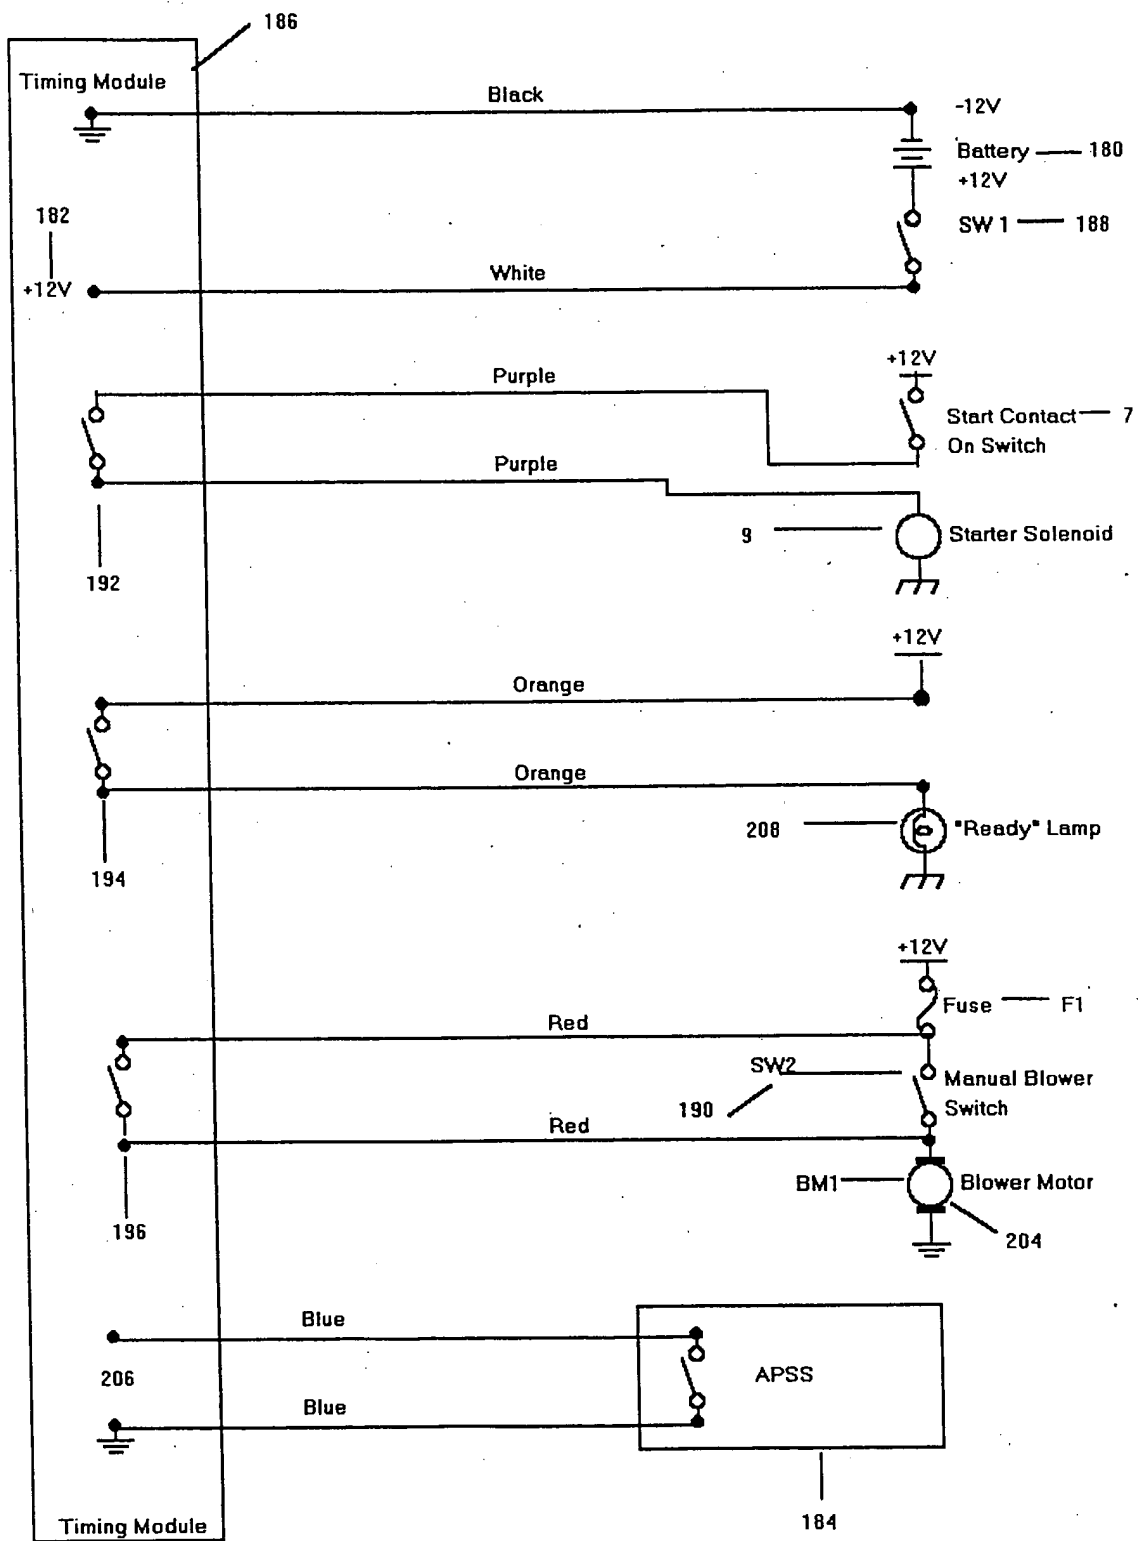 186
Timing Module
Black
-12V
Battery
180
+12V
182
SW 1
188
+12V
White
+12V
Purple
Start Contact
7
On Switch
Purple
9
Starter Solenoid
192
+12V
Orange
Orange
208
"Ready" Lamp
194
+12V
Fuse
F1
Red
SW2
Manual Blower
190
Switch
Red
BM1
Blower Motor
196
204
Blue
206
APSS
Blue
184
Timing Module